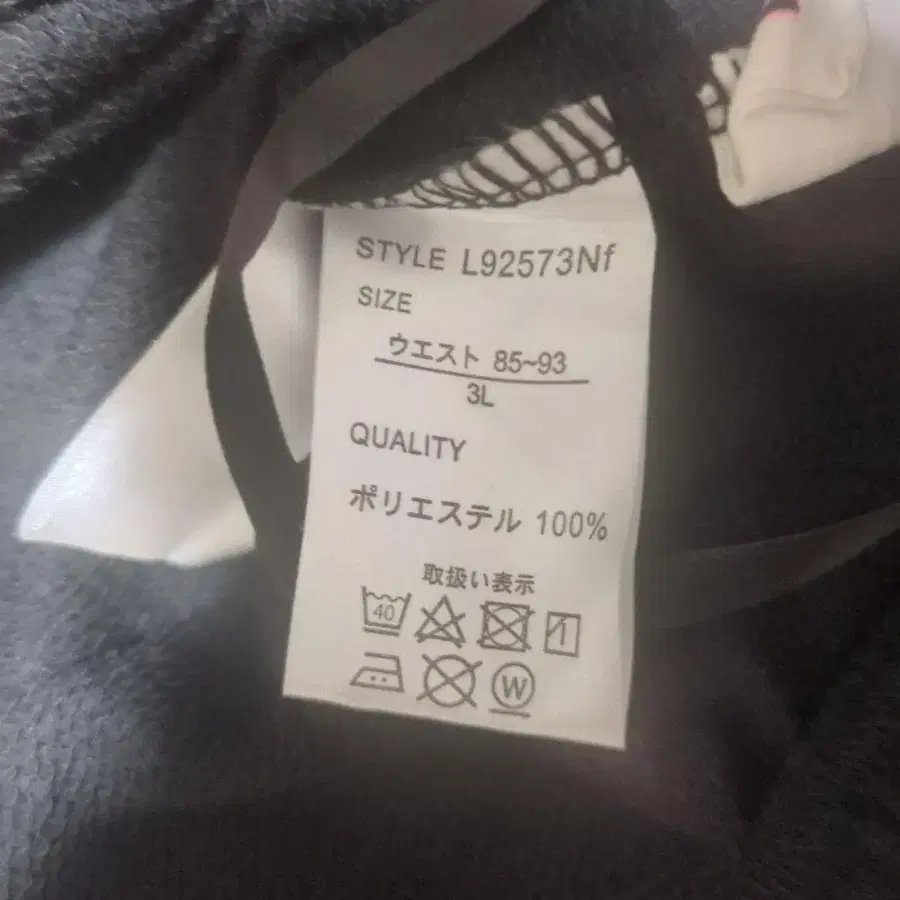 STYLE L92573Nf
SIZE
ウエスト 85~93
3L
QUALITY
ポリエステル 100%
取扱い表示
40
W